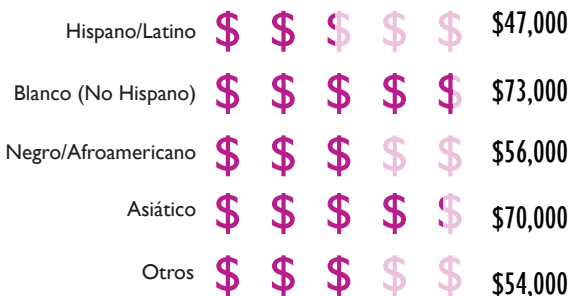 Hispano/Latino $ $ $ $ $ $47,000
Blanco (No Hispano) $ $ $ $ $ $73,000
Negro/Afroamericano $ $ $ $ $ $56,000
Asiático $ $ $ $ $ $70,000
Otros $ $ $ $ $ $54,000